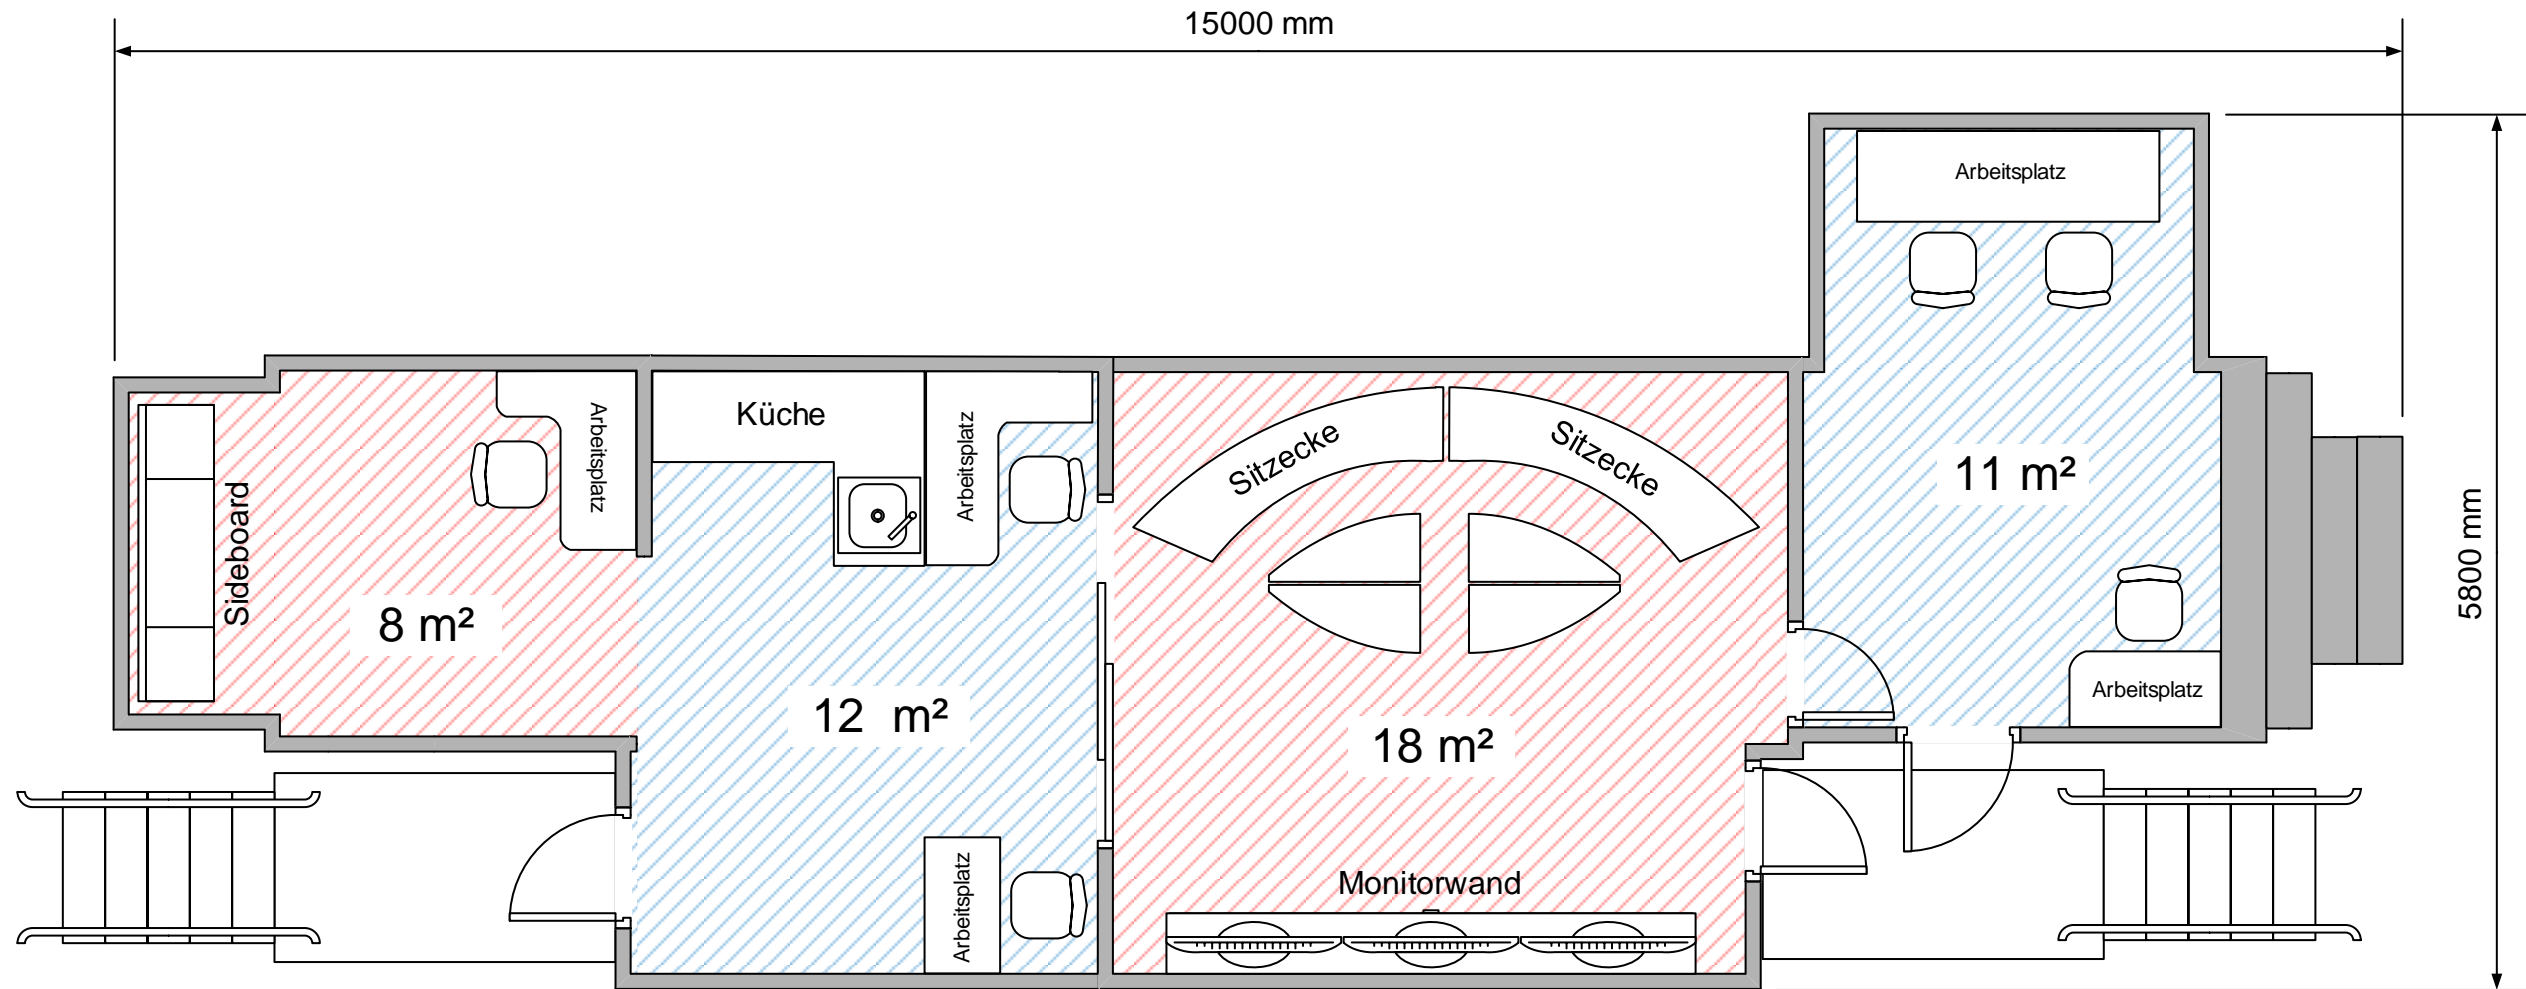 15000 mm
Arbeitsplatz
Arbeitsplatz
Küche
Arbeitsplatz
Sitzecke
Sitzecke
11 m²
Sideboard
5800 mm
8 m²
12 m²
18 m²
Arbeitsplatz
Arbeitsplatz
Monitorwand